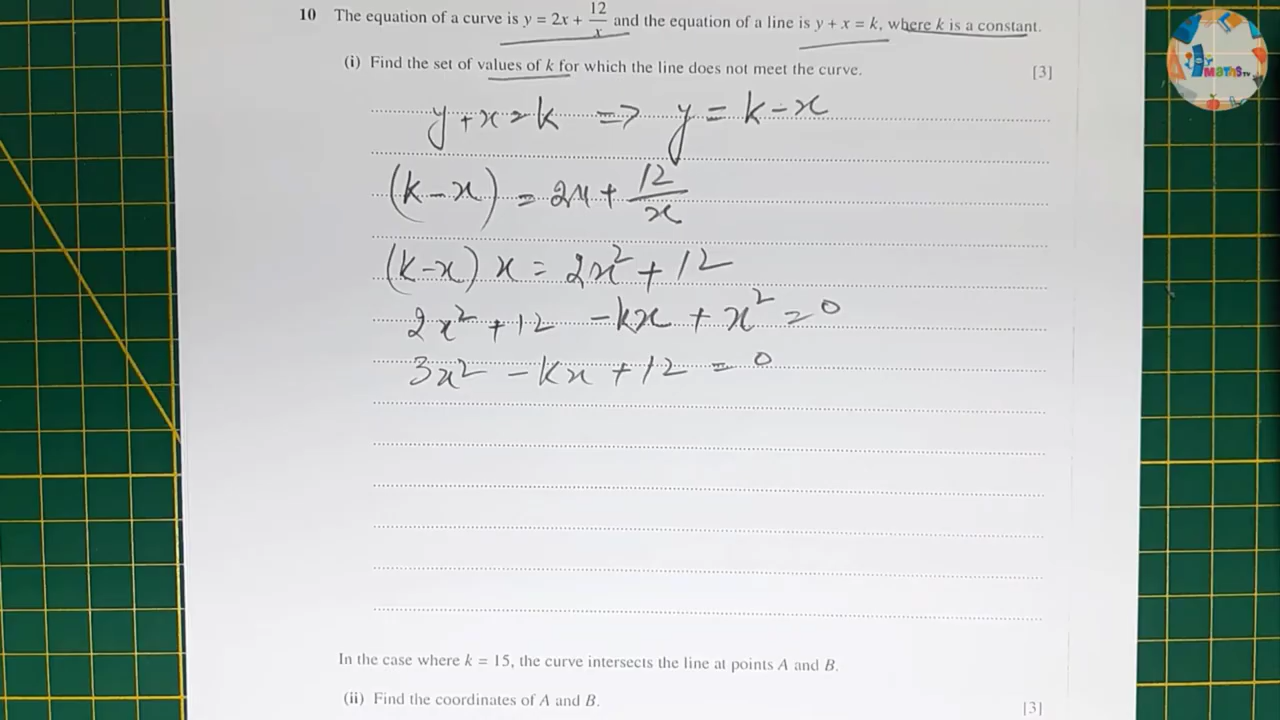 10 The equation of a curve is y = 2x + 12/x and the equation of a line is y + x = k, where k is a constant.
(i) Find the set of values of k for which the line does not meet the curve. [3]
y + x = k => y = k - x
(k - x) = 2x + 12/x
(k - x) x = 2x² + 12
2x² + 12 - kx + x² = 0
3x² - kx + 12 = 0
In the case where k = 15, the curve intersects the line at points A and B.
(ii) Find the coordinates of A and B. [3]